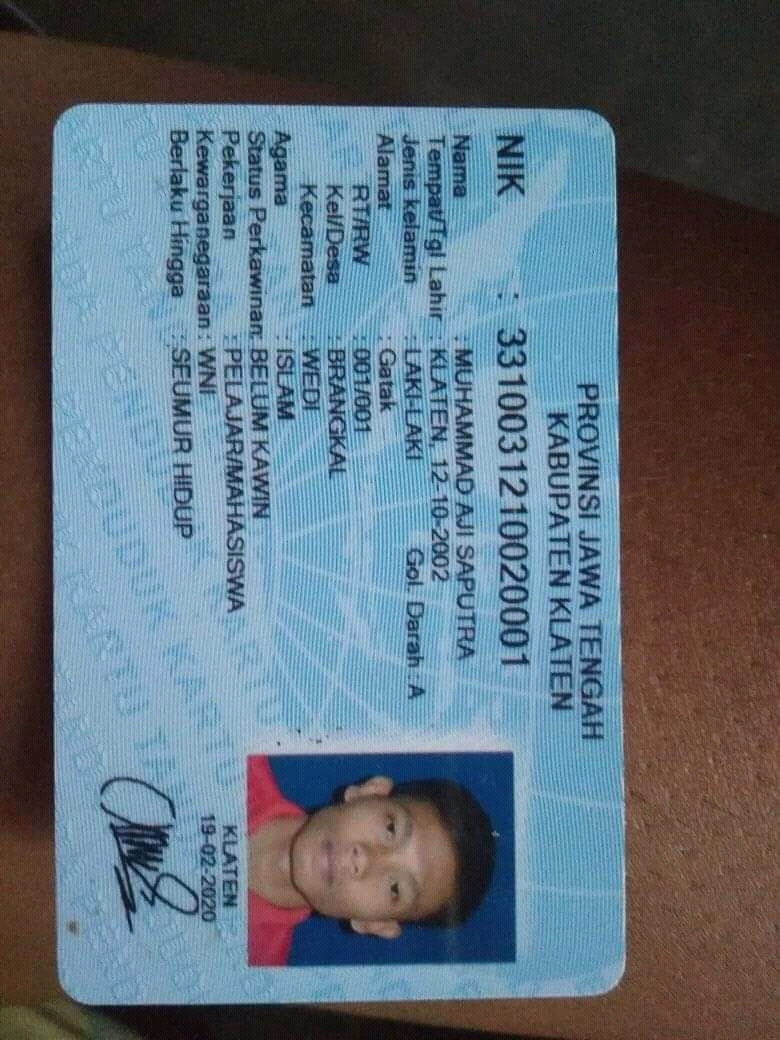 PROVINSI JAWA TENGAH
KABUPATEN KLATEN
NIK : 3310031210020001
Nama : MUHAMMAD AJI SAPUTRA
Tempat/Tgl Lahir : KLATEN, 12-10-2002
Jenis kelamin : LAKI-LAKI Gol. Darah : A
Alamat : Gatak
RT/RW : 001/001
Kel/Desa : BRANGKAL
Kecamatan : WEDI
Agama : ISLAM
Status Perkawinan: BELUM KAWIN
Pekerjaan : PELAJAR/MAHASISWA
Kewarganegaraan : WNI
Berlaku Hingga : SEUMUR HIDUP
KLATEN
19-02-2020